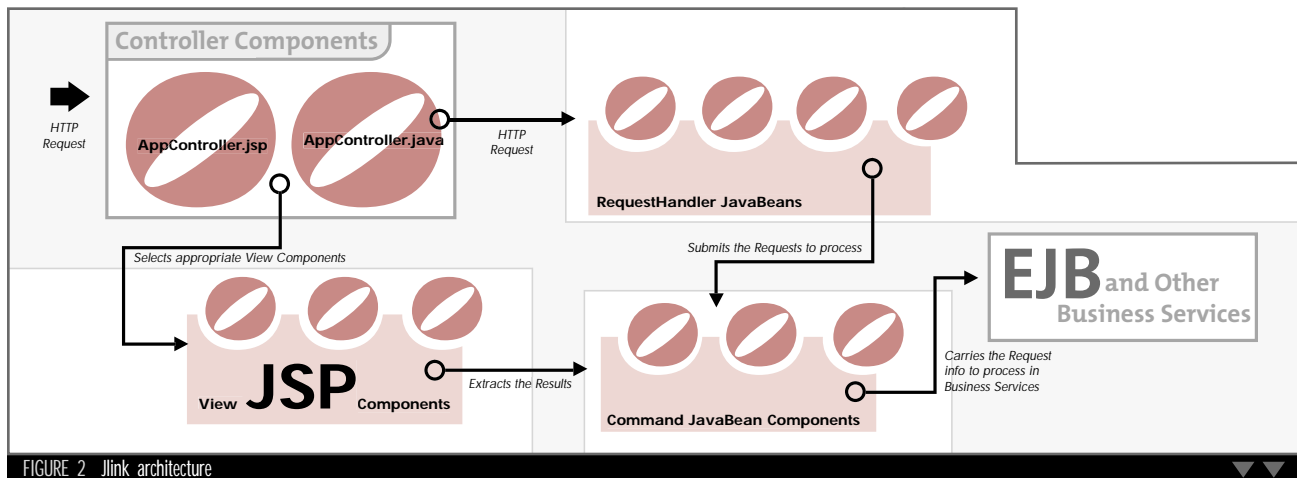 Controller Components
HTTP
Request
AppController.jsp
AppController.java
HTTP
Request
RequestHandler JavaBeans
Selects appropriate View Components
Submits the Requests to process
EJB and Other
Business Services
View JSP Components
Extracts the Results
Command JavaBean Components
Carries the Request
info to process in
Business Services
FIGURE 2 Jlink architecture